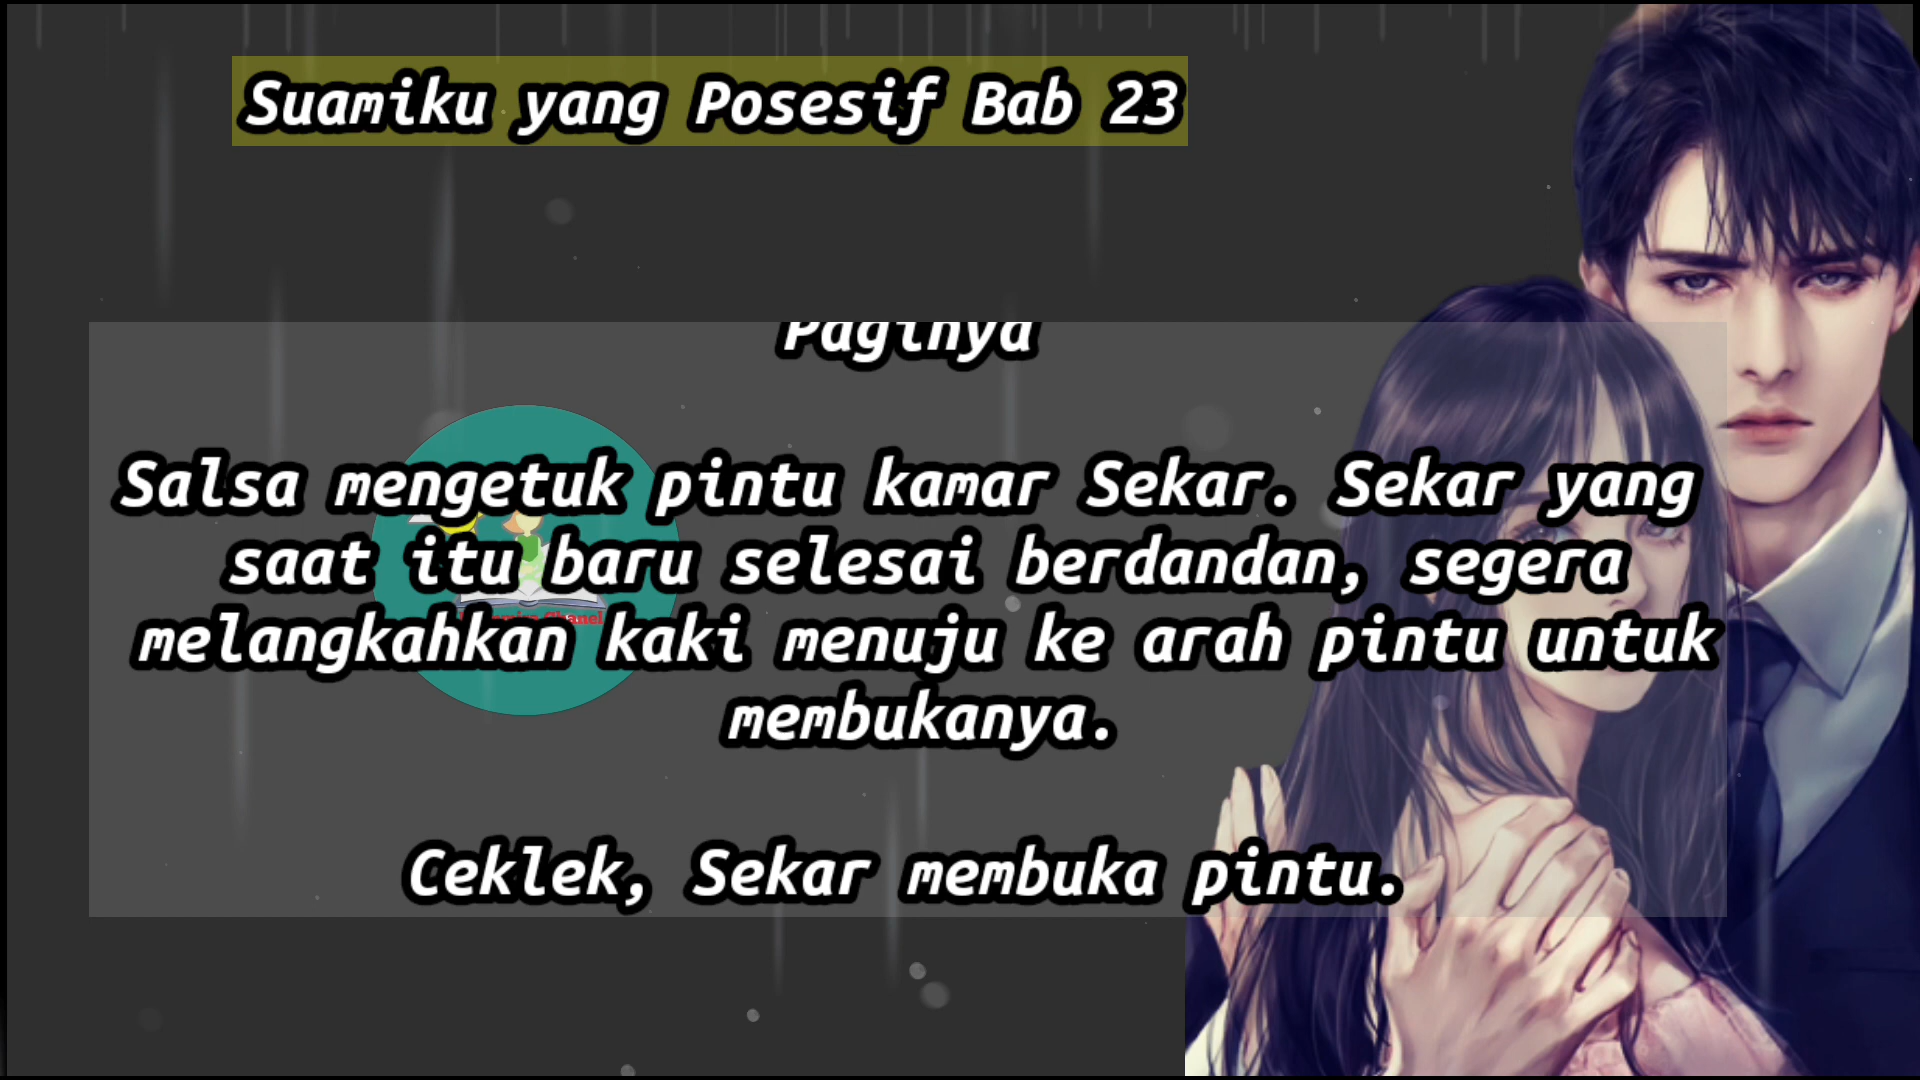 Suamiku yang Posesif Bab 23
Paginya
Salsa mengetuk pintu kamar Sekar. Sekar yang
saat itu baru selesai berdandan, segera
melangkahkan kaki menuju ke arah pintu untuk
membukanya.
Ceklek, Sekar membuka pintu.